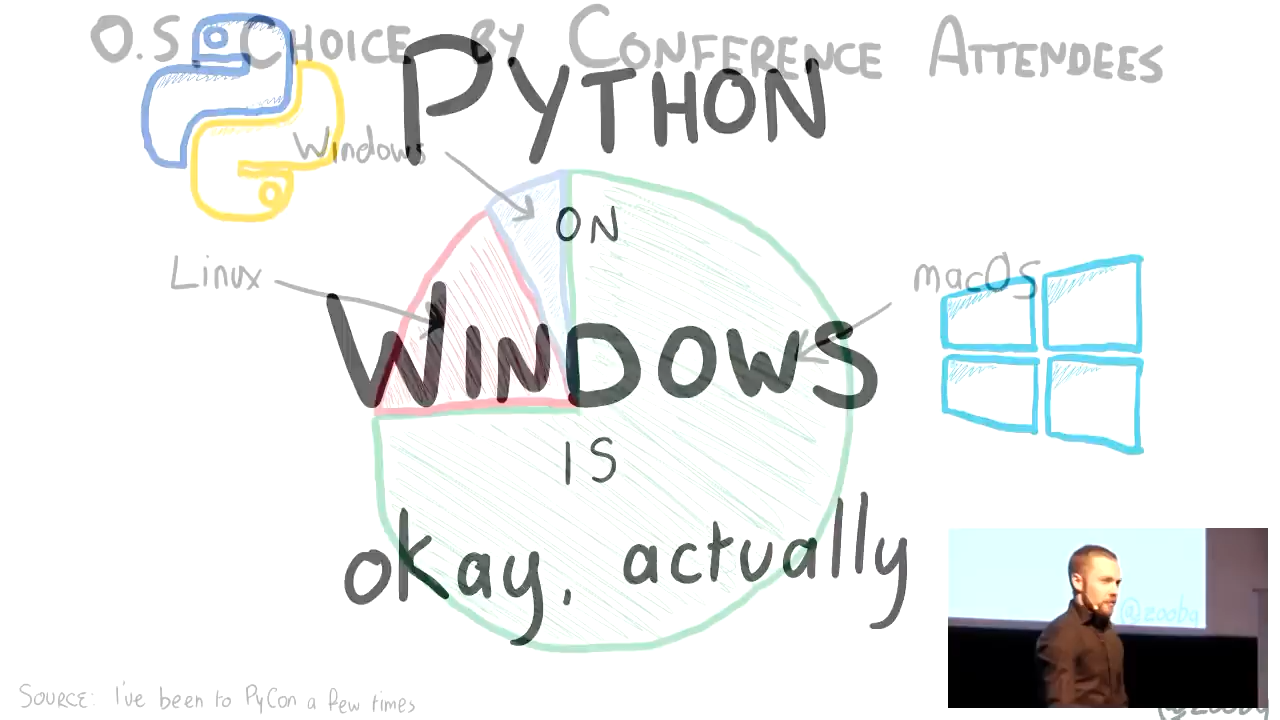 O.S. CHOICE BY CONFERENCE ATTENDEES
PYTHON
Windows
ON
Linux
macOS
WINDOWS
IS
okay, actually
@zooba
SOURCE: I've been to PyCon a few times
@zooba